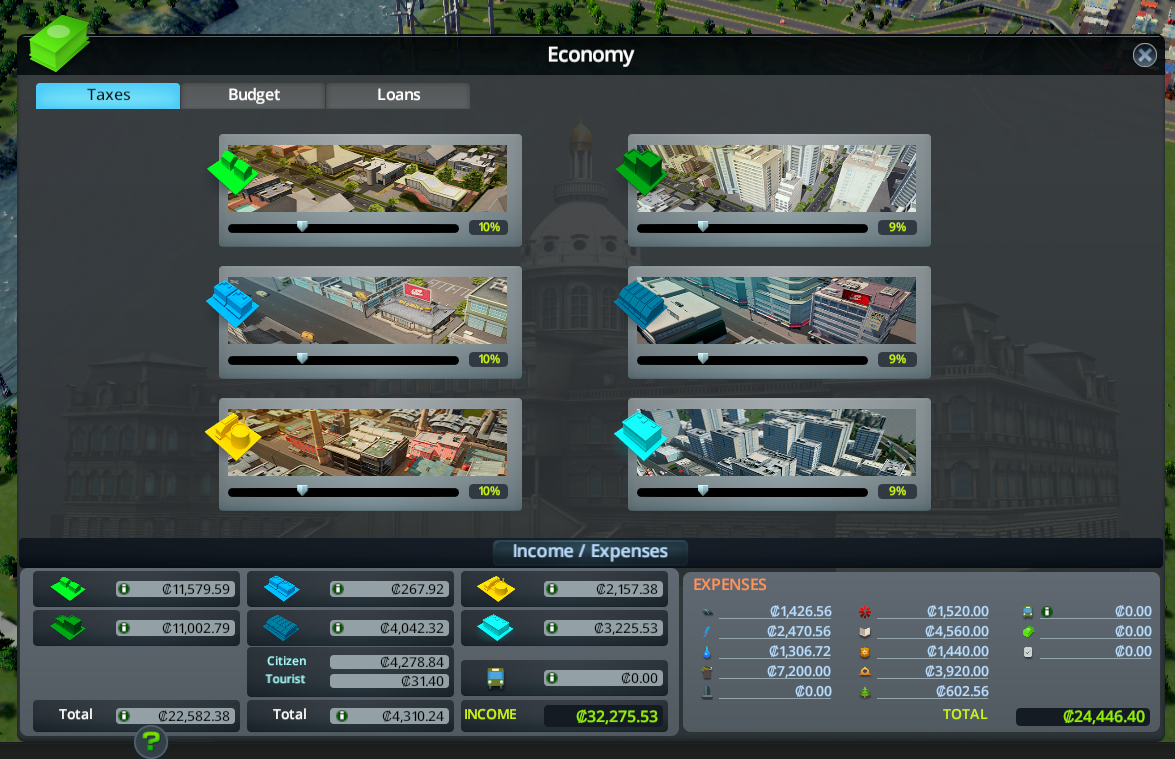 Economy
Taxes Budget Loans
10% 9%
10% 9%
10% 9%
Income / Expenses
₡11,579.59 ₡267.92 ₡2,157.38
₡11,002.79 ₡4,042.32 ₡3,225.53
Citizen ₡4,278.84
Tourist ₡31.40
₡0.00
Total ₡22,582.38 Total ₡4,310.24 INCOME ₡32,275.53
EXPENSES
₡1,426.56 ₡1,520.00 ₡0.00
₡2,470.56 ₡4,560.00 ₡0.00
₡1,306.72 ₡1,440.00 ₡0.00
₡7,200.00 ₡3,920.00
₡0.00 ₡602.56
TOTAL ₡24,446.40
?